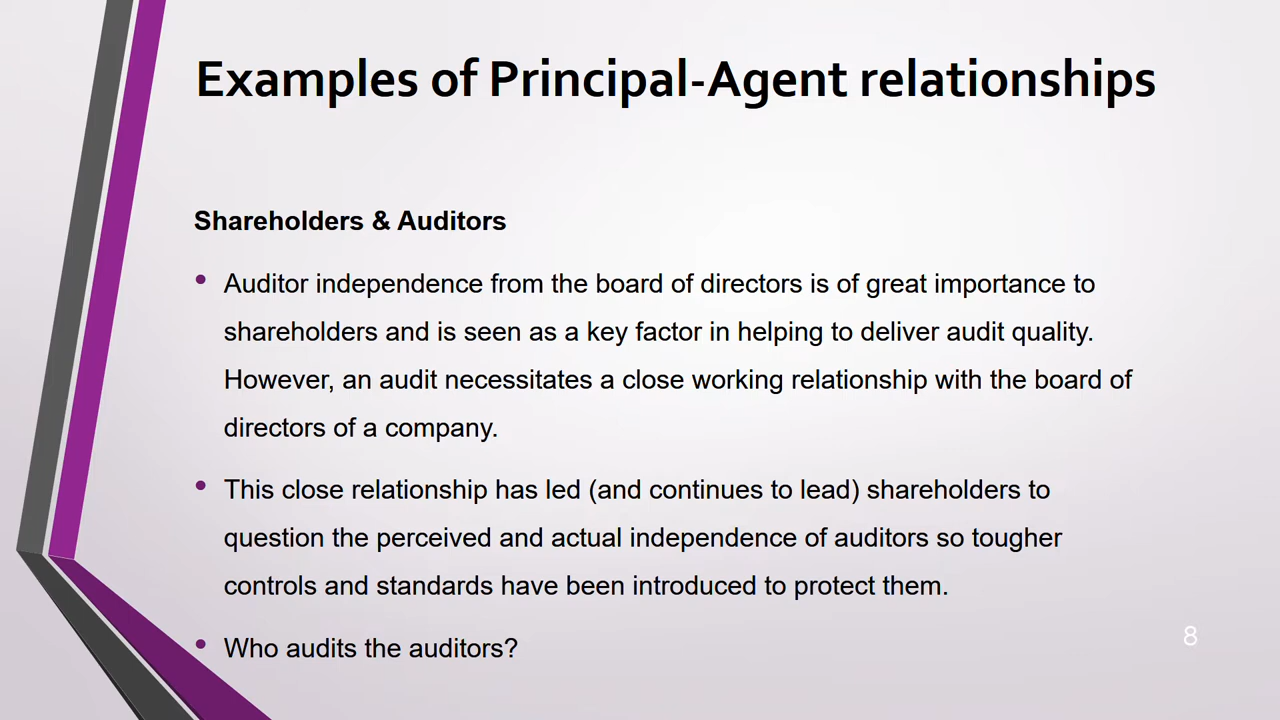 Examples of Principal-Agent relationships
Shareholders & Auditors
• Auditor independence from the board of directors is of great importance to
shareholders and is seen as a key factor in helping to deliver audit quality.
However, an audit necessitates a close working relationship with the board of
directors of a company.
• This close relationship has led (and continues to lead) shareholders to
question the perceived and actual independence of auditors so tougher
controls and standards have been introduced to protect them.
• Who audits the auditors?
8